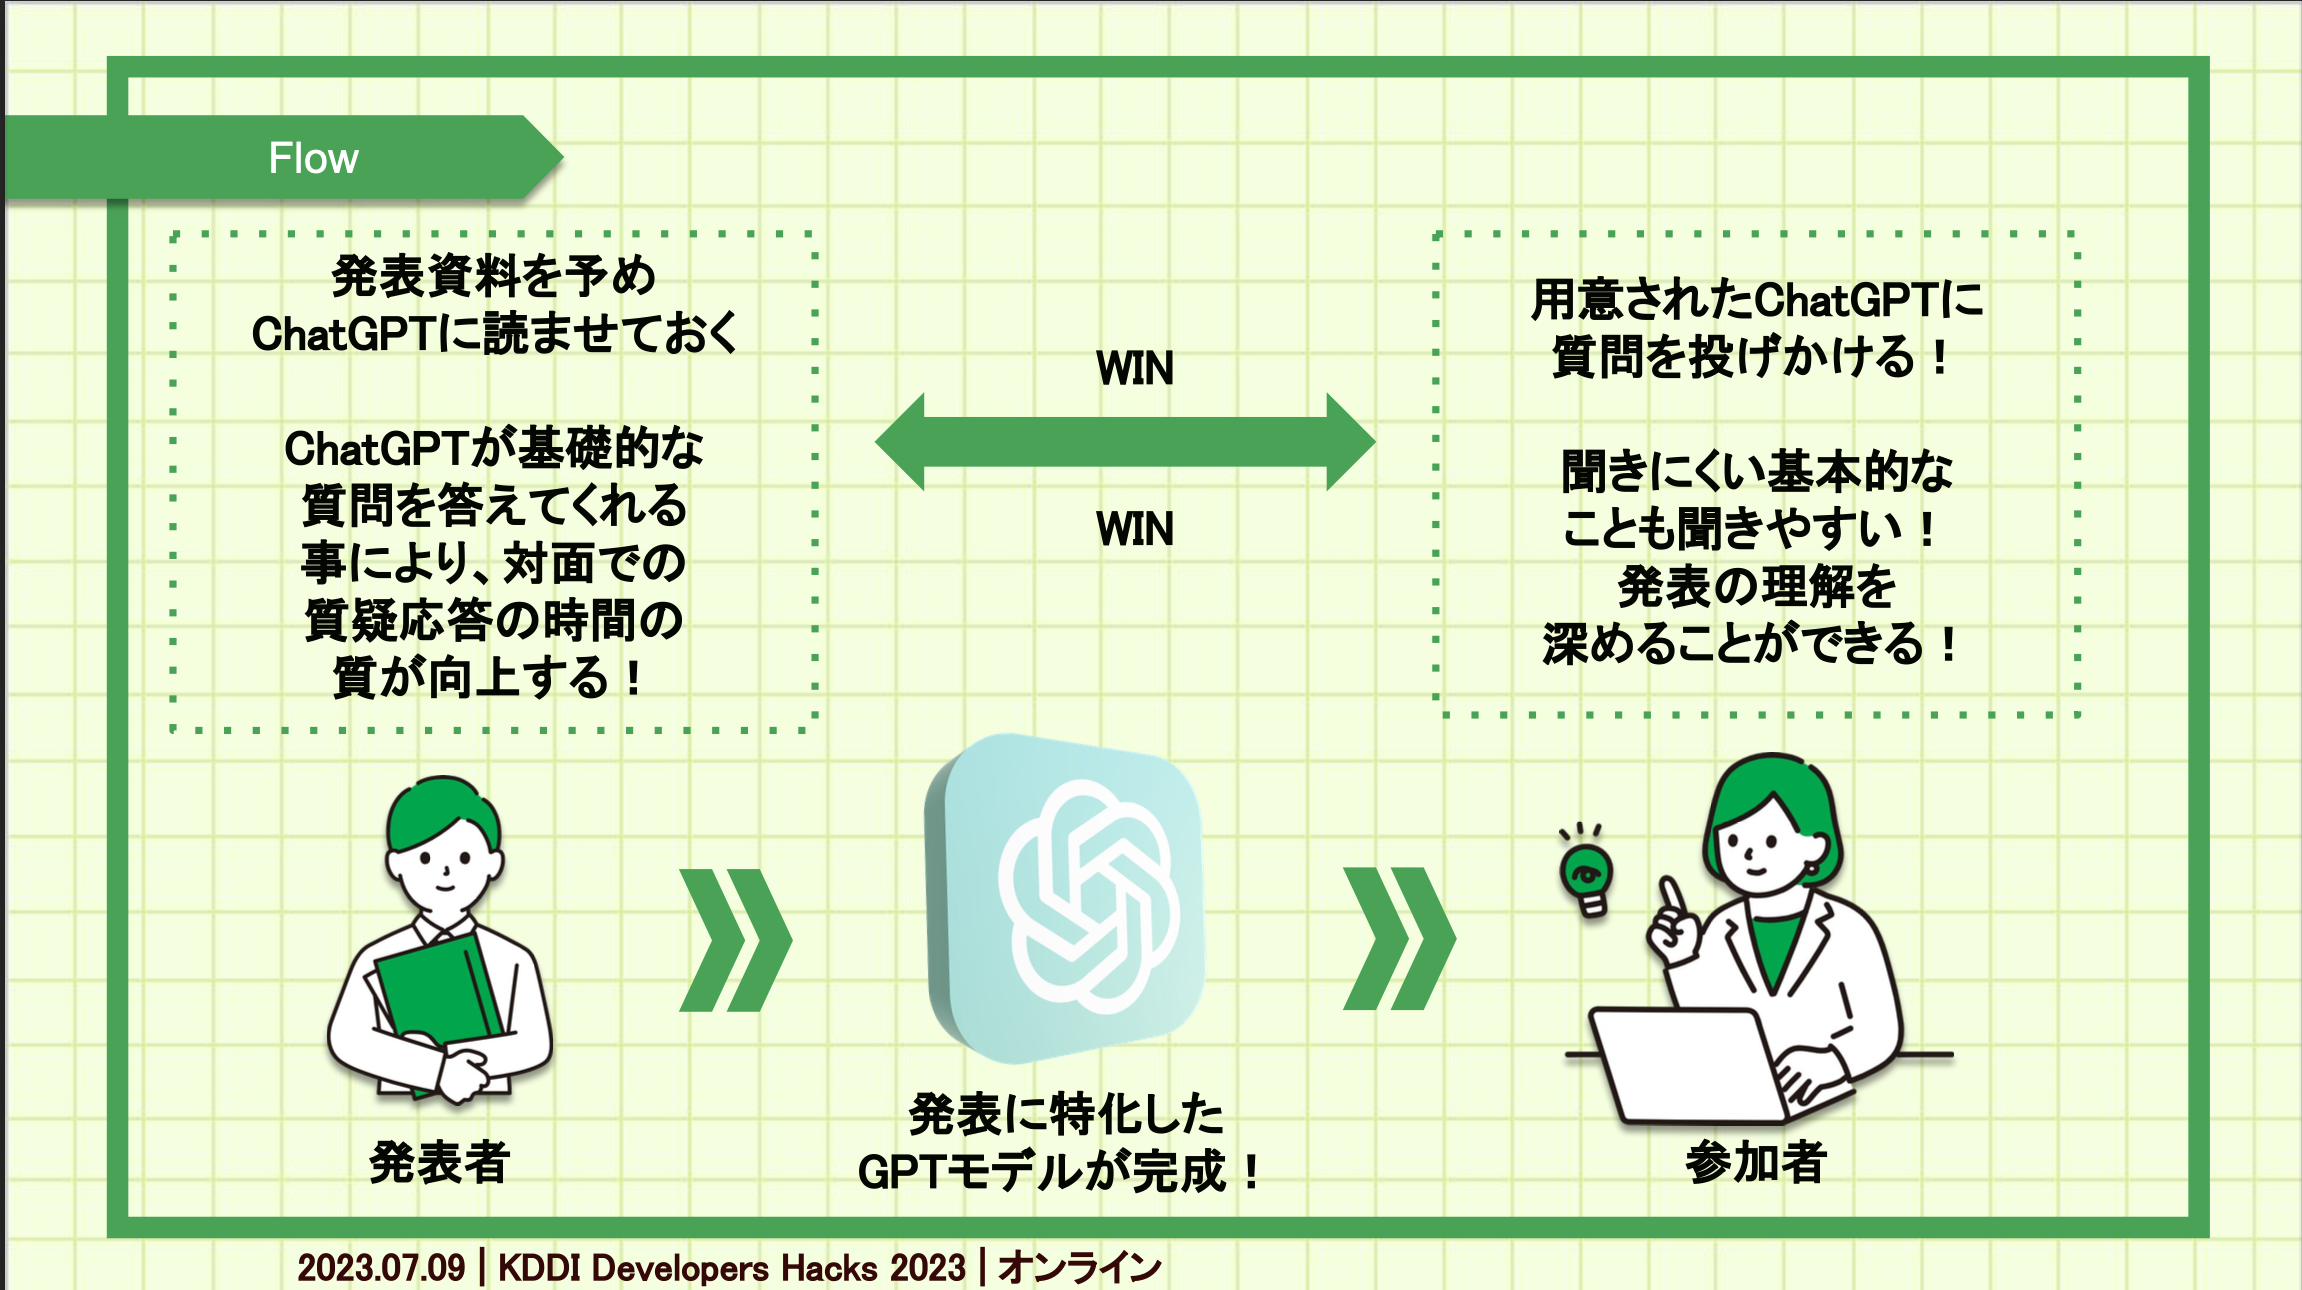 Flow
発表資料を予め
ChatGPTに読ませておく
ChatGPTが基礎的な
質問を答えてくれる
事により、対面での
質疑応答の時間の
質が向上する！
WIN
WIN
用意されたChatGPTに
質問を投げかける！
聞きにくい基本的な
ことも聞きやすい！
発表の理解を
深めることができる！
発表者
発表に特化した
GPTモデルが完成！
参加者
2023.07.09 | KDDI Developers Hacks 2023 | オンライン